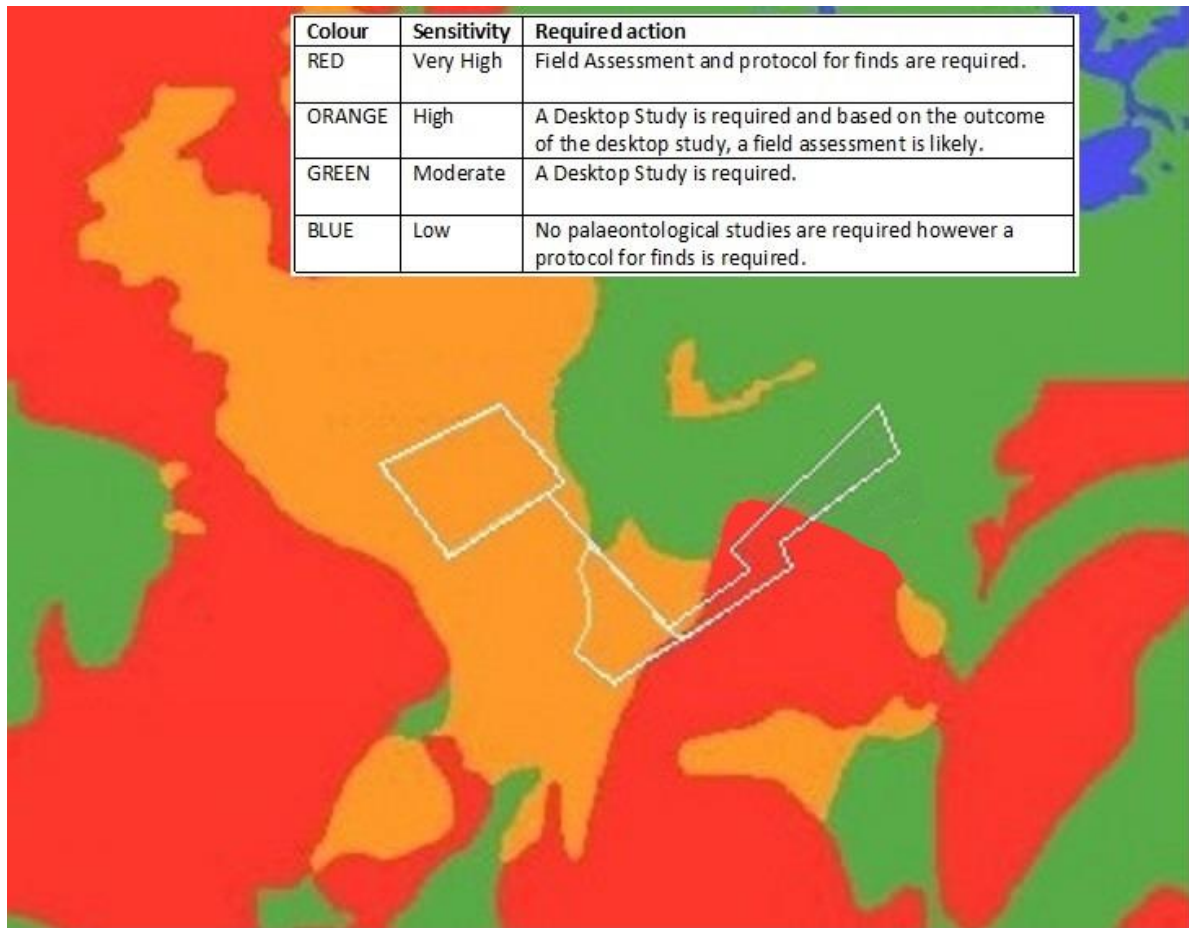 Colour Sensitivity Required action
RED Very High Field Assessment and protocol for finds are required.
ORANGE High A Desktop Study is required and based on the outcome
of the desktop study, a field assessment is likely.
GREEN Moderate A Desktop Study is required.
BLUE Low No palaeontological studies are required however a
protocol for finds is required.